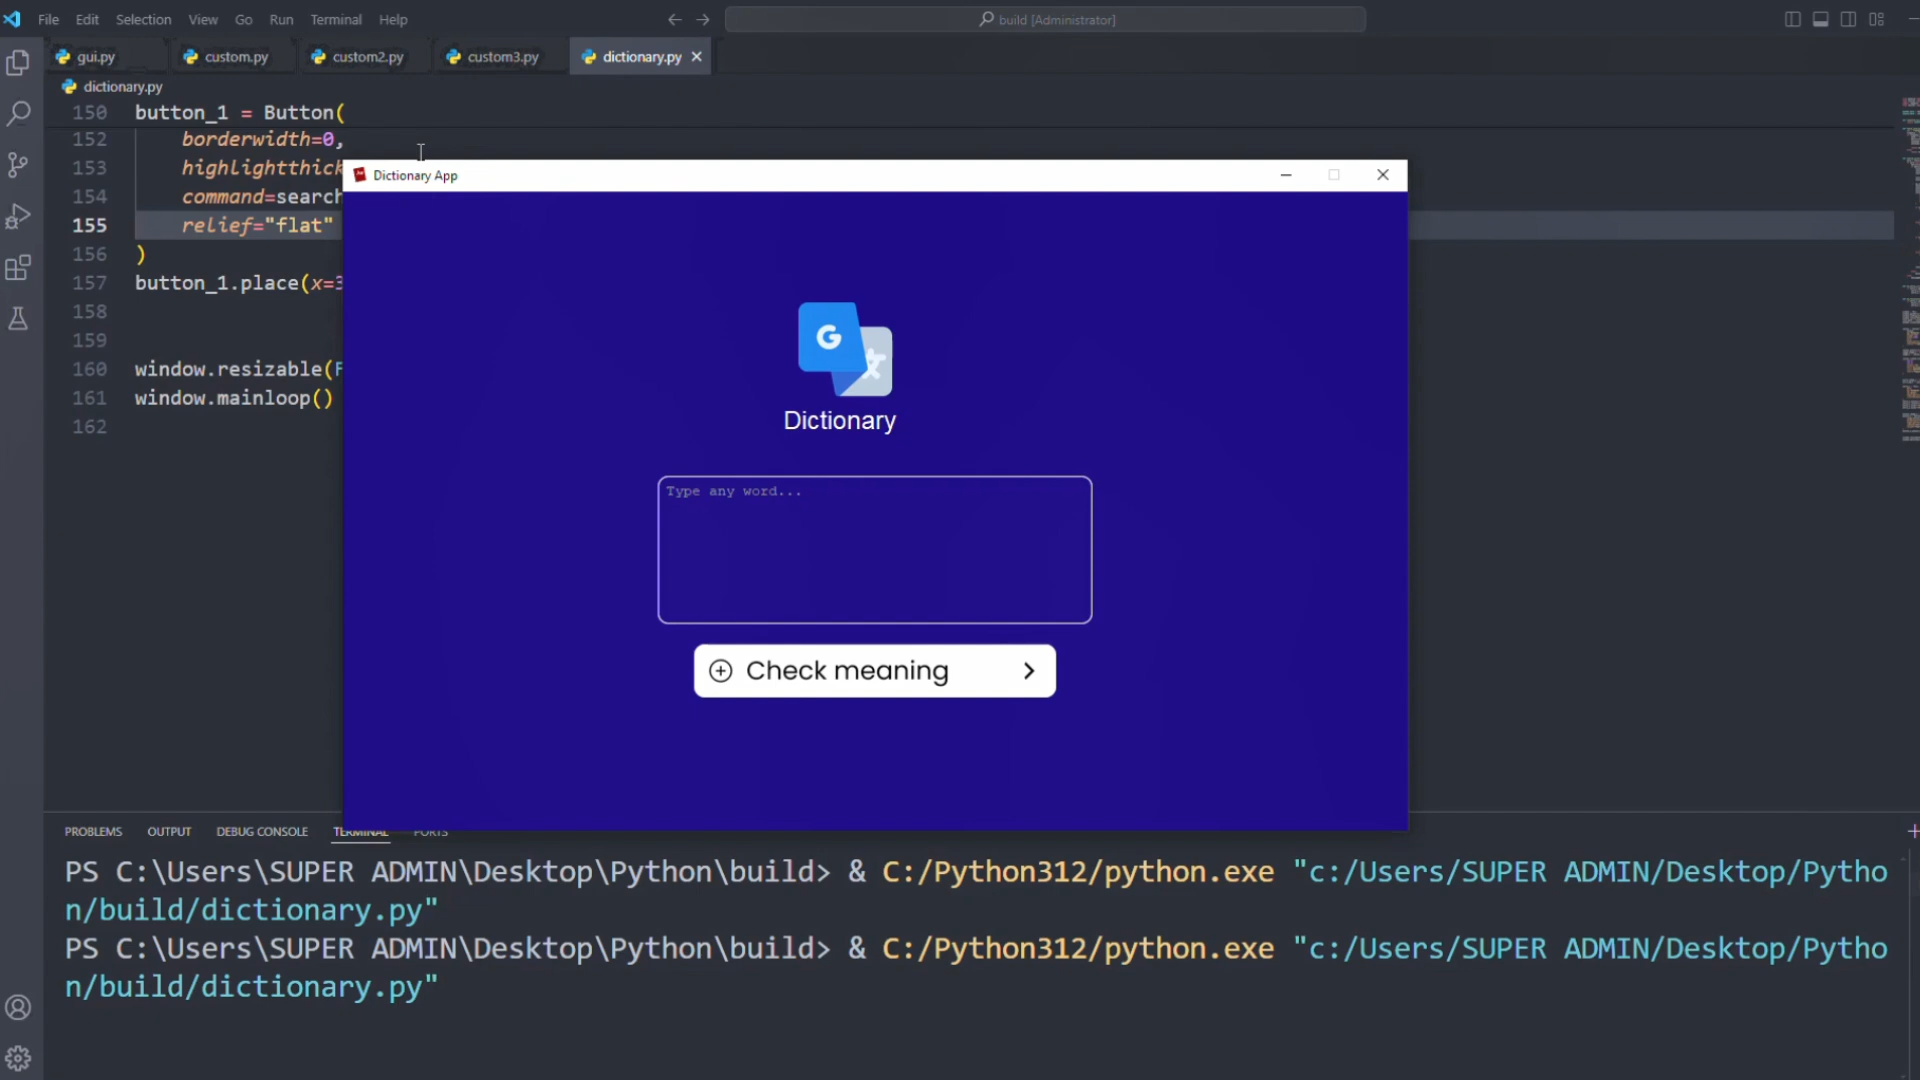 File Edit Selection View Go Run Terminal Help
build [Administrator]
gui.py custom.py custom2.py custom3.py dictionary.py
dictionary.py
150 button_1 = Button(
152 borderwidth=0,
153 highlightthick
154 command=search
155 relief="flat"
156 )
157 button_1.place(x=3
158
159
160 window.resizable(F
161 window.mainloop()
162
Dictionary App
G
Dictionary
Type any word...
Check meaning
PROBLEMS OUTPUT DEBUG CONSOLE TERMINAL PORTS
PS C:\Users\SUPER ADMIN\Desktop\Python\build> & C:/Python312/python.exe "c:/Users/SUPER ADMIN/Desktop/Pytho
n/build/dictionary.py"
PS C:\Users\SUPER ADMIN\Desktop\Python\build> & C:/Python312/python.exe "c:/Users/SUPER ADMIN/Desktop/Pytho
n/build/dictionary.py"